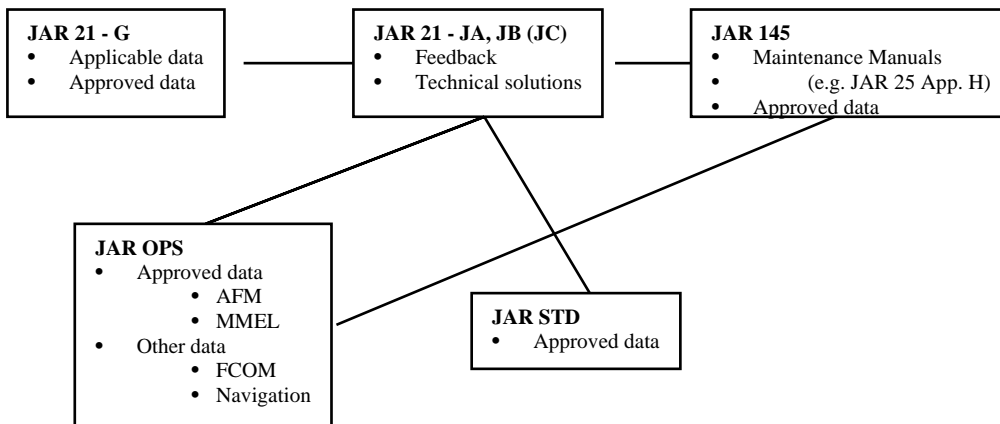 JAR 21 - G
• Applicable data
• Approved data
JAR 21 - JA, JB (JC)
• Feedback
• Technical solutions
JAR 145
• Maintenance Manuals
• (e.g. JAR 25 App. H)
• Approved data
JAR OPS
• Approved data
• AFM
• MMEL
• Other data
• FCOM
• Navigation
JAR STD
• Approved data